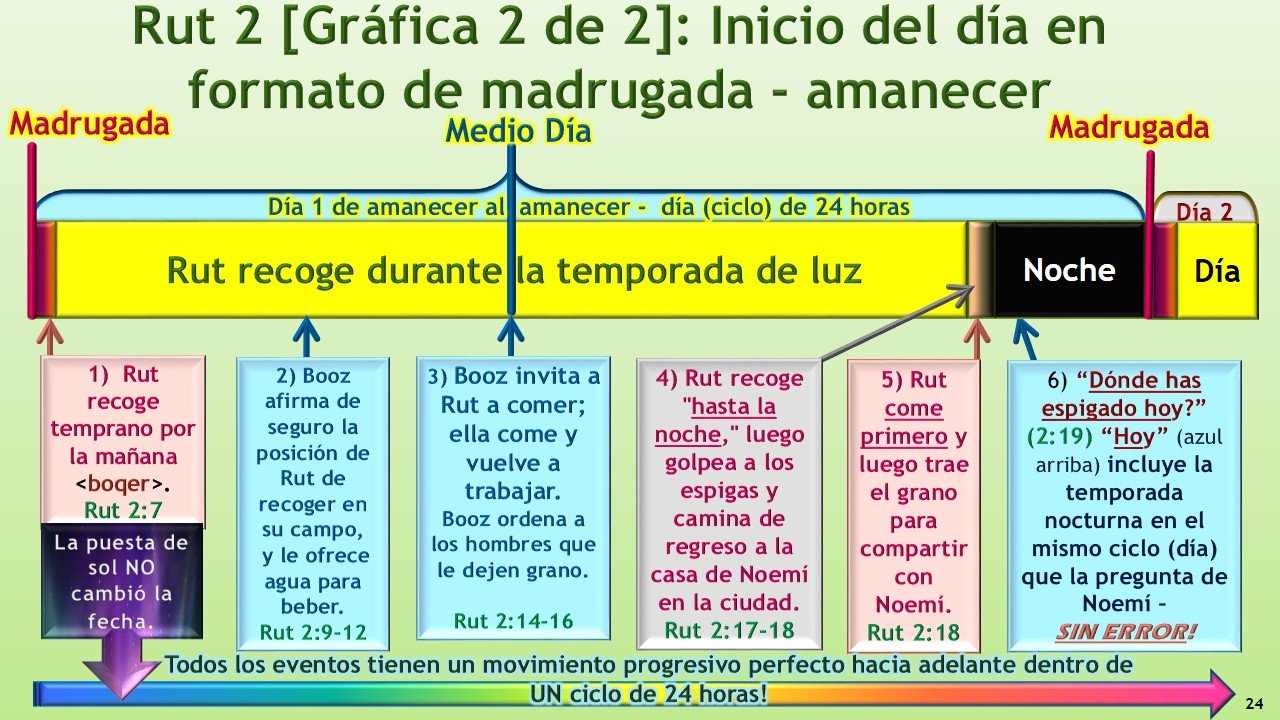 Rut 2 [Gráfica 2 de 2]: Inicio del día en
formato de madrugada - amanecer
Madrugada
Medio Día
Madrugada
Día 1 de amanecer al amanecer - día (ciclo) de 24 horas
Día 2
Rut recoge durante la temporada de luz
Noche
Día
1) Rut
recoge
temprano por
la mañana
<boqer>.
Rut 2:7
La puesta de
sol NO
cambió la
fecha.
2) Booz
afirma de
seguro la
posición de
Rut de
recoger en
su campo,
y le ofrece
agua para
beber.
Rut 2:9-12
3) Booz invita a
Rut a comer;
ella come y
vuelve a
trabajar.
Booz ordena a
los hombres que
le dejen grano.
Rut 2:14-16
4) Rut recoge
"hasta la
noche," luego
golpea a los
espigas y
camina de
regreso a la
casa de Noemí
en la ciudad.
Rut 2:17-18
5) Rut
come
primero y
luego trae
el grano
para
compartir
con
Noemí.
Rut 2:18
6) “Dónde has
espigado hoy?”
(2:19) “Hoy” (azul
arriba) incluye la
temporada
nocturna en el
mismo ciclo (día)
que la pregunta de
Noemi –
SIN ERROR!
Todos los eventos tienen un movimiento progresivo perfecto hacia adelante dentro de
UN ciclo de 24 horas!
24